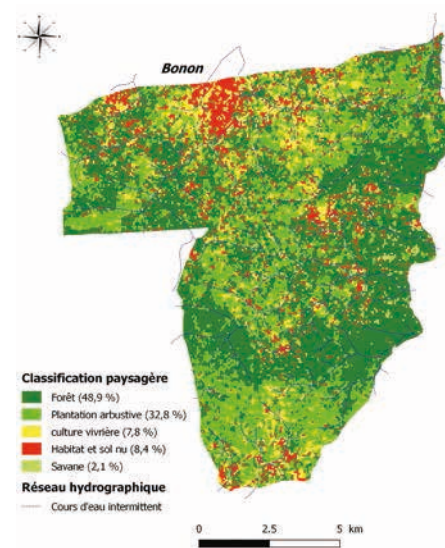 Bonon
Classification paysagère
Forêt (48,9 %)
Plantation arbustive (32,8 %)
culture vivrière (7,8 %)
Habitat et sol nu (8,4 %)
Savane (2,1 %)
Réseau hydrographique
Cours d'eau intermittent
0 2.5 5 km